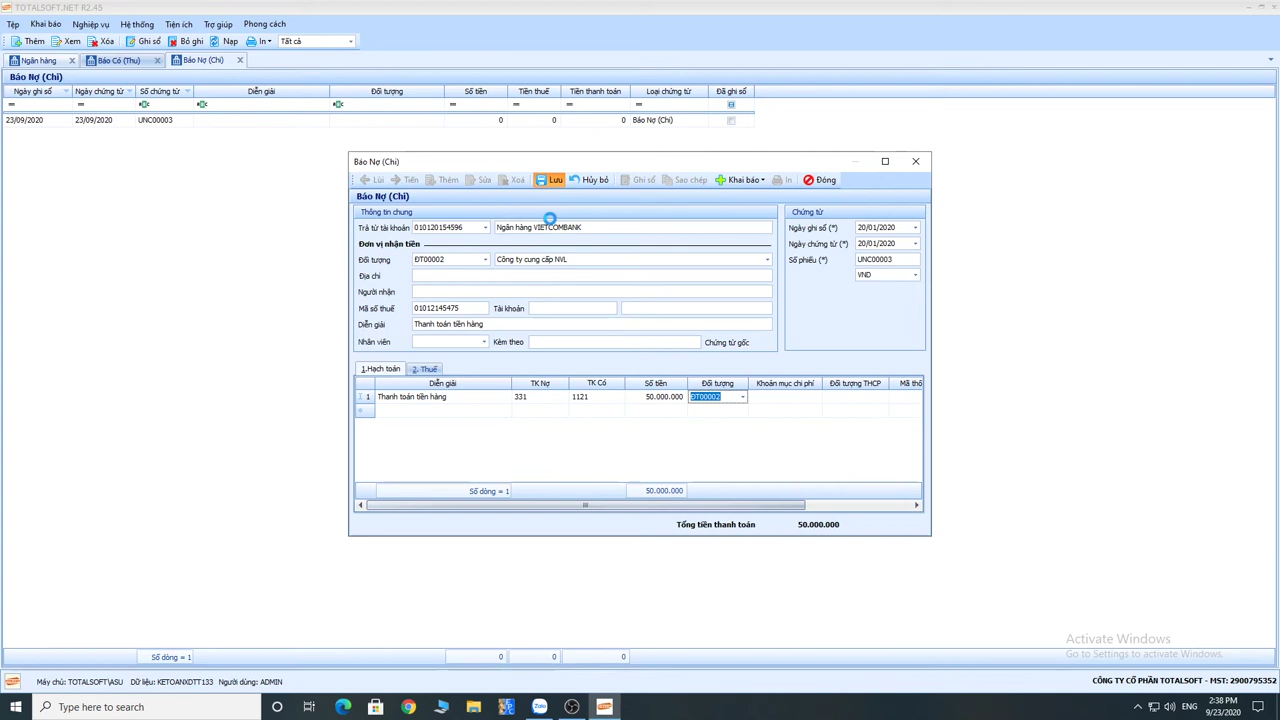 TOTALSOFT.NET R2.45
Tệp Khai báo Nghiệp vụ Hệ thống Tiện ích Trợ giúp Phong cách
Thêm Xem Xóa Ghi sổ Bỏ ghi Nạp In Tất cả
Ngân hàng Báo Có (Thu) Báo Nợ (Chi)
Báo Nợ (Chi)
Ngày ghi sổ Ngày chứng từ Số chứng từ Diễn giải Đối tượng Số tiền Tiền thuế Tiền thanh toán Loại chứng từ Đã ghi sổ
23/09/2020 23/09/2020 UNC00003 0 0 0 Báo Nợ (Chi)
Báo Nợ (Chi)
Lùi Tiến Thêm Sửa Xoá Lưu Hủy bỏ Ghi sổ Sao chép Khai báo In Đóng
Báo Nợ (Chi)
Thông tin chung Chứng từ
Trả từ tài khoản 010120154596 Ngân hàng VIETCOMBANK Ngày ghi sổ (*) 20/01/2020
Đơn vị nhận tiền Ngày chứng từ (*) 20/01/2020
Đối tượng ĐT00002 Công ty cung cấp NVL Số phiếu (*) UNC00003
Địa chỉ VND
Người nhận
Mã số thuế 01012145475 Tài khoản
Diễn giải Thanh toán tiền hàng
Nhân viên Kèm theo Chứng từ gốc
1.Hạch toán 2. Thuế
Diễn giải TK Nợ TK Có Số tiền Đối tượng Khoản mục chi phí Đối tượng THCP Mã thố
1 Thanh toán tiền hàng 331 1121 50.000.000 ĐT00002
Số dòng = 1 50.000.000
Tổng tiền thanh toán 50.000.000
Activate Windows
Go to Settings to activate Windows.
Số dòng = 1 0 0 0
Máy chủ: TOTALSOFT\ASU Dữ liệu: KETOANXDTT133 Người dùng: ADMIN CÔNG TY CỔ PHẦN TOTALSOFT - MST: 2900795352
Type here to search ENG 2:38 PM
9/23/2020